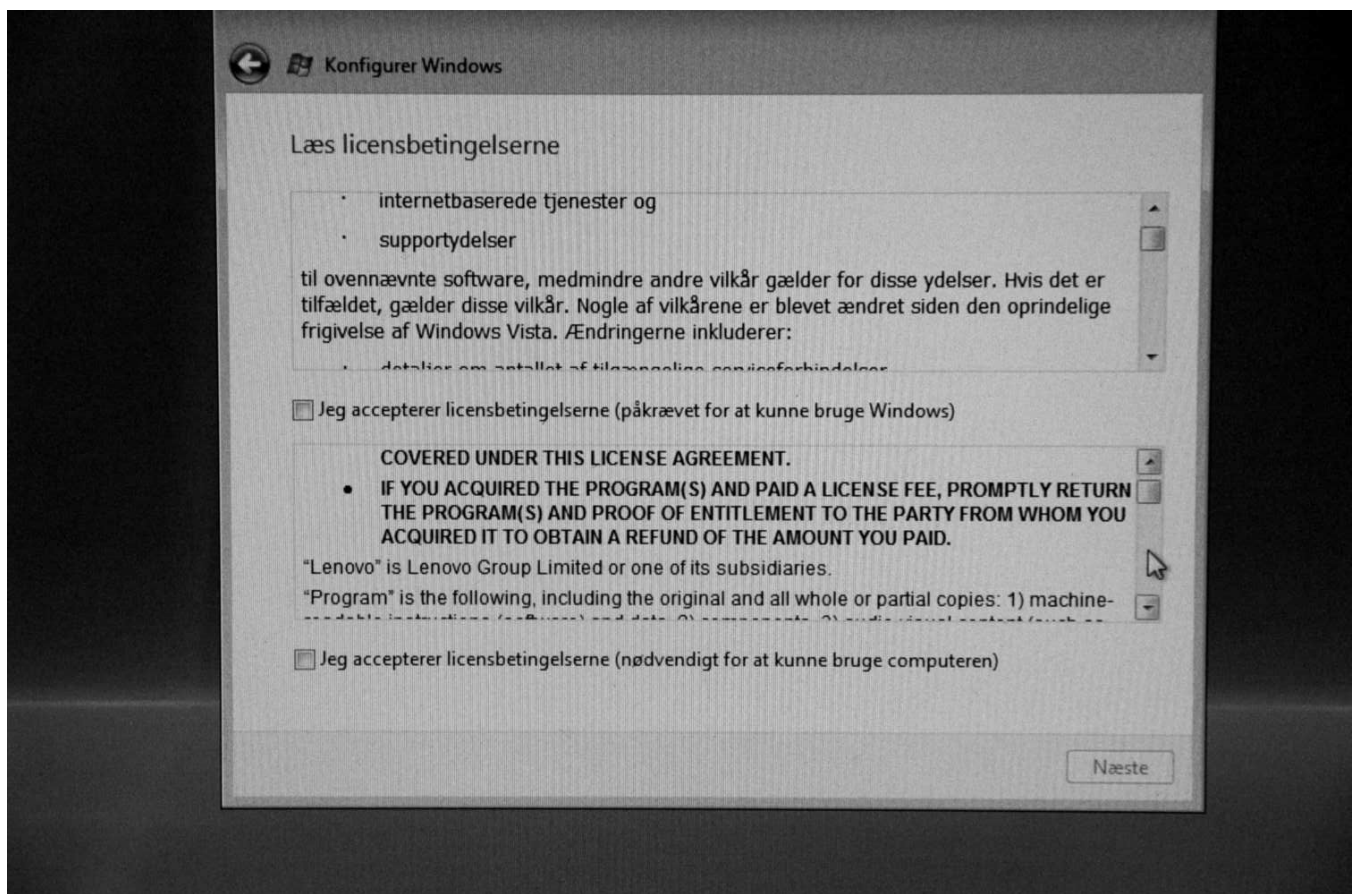 Konfigurer Windows
Læs licensbetingelserne
· internetbaserede tjenester og
· supportydelser
til ovennævnte software, medmindre andre vilkår gælder for disse ydelser. Hvis det er
tilfældet, gælder disse vilkår. Nogle af vilkårene er blevet ændret siden den oprindelige
frigivelse af Windows Vista. Ændringerne inkluderer:
· detaljer om antallet af tilgængelige serviceforbindelser
Jeg accepterer licensbetingelserne (påkrævet for at kunne bruge Windows)
COVERED UNDER THIS LICENSE AGREEMENT.
• IF YOU ACQUIRED THE PROGRAM(S) AND PAID A LICENSE FEE, PROMPTLY RETURN
THE PROGRAM(S) AND PROOF OF ENTITLEMENT TO THE PARTY FROM WHOM YOU
ACQUIRED IT TO OBTAIN A REFUND OF THE AMOUNT YOU PAID.
“Lenovo” is Lenovo Group Limited or one of its subsidiaries.
“Program” is the following, including the original and all whole or partial copies: 1) machine-
Jeg accepterer licensbetingelserne (nødvendigt for at kunne bruge computeren)
Næste